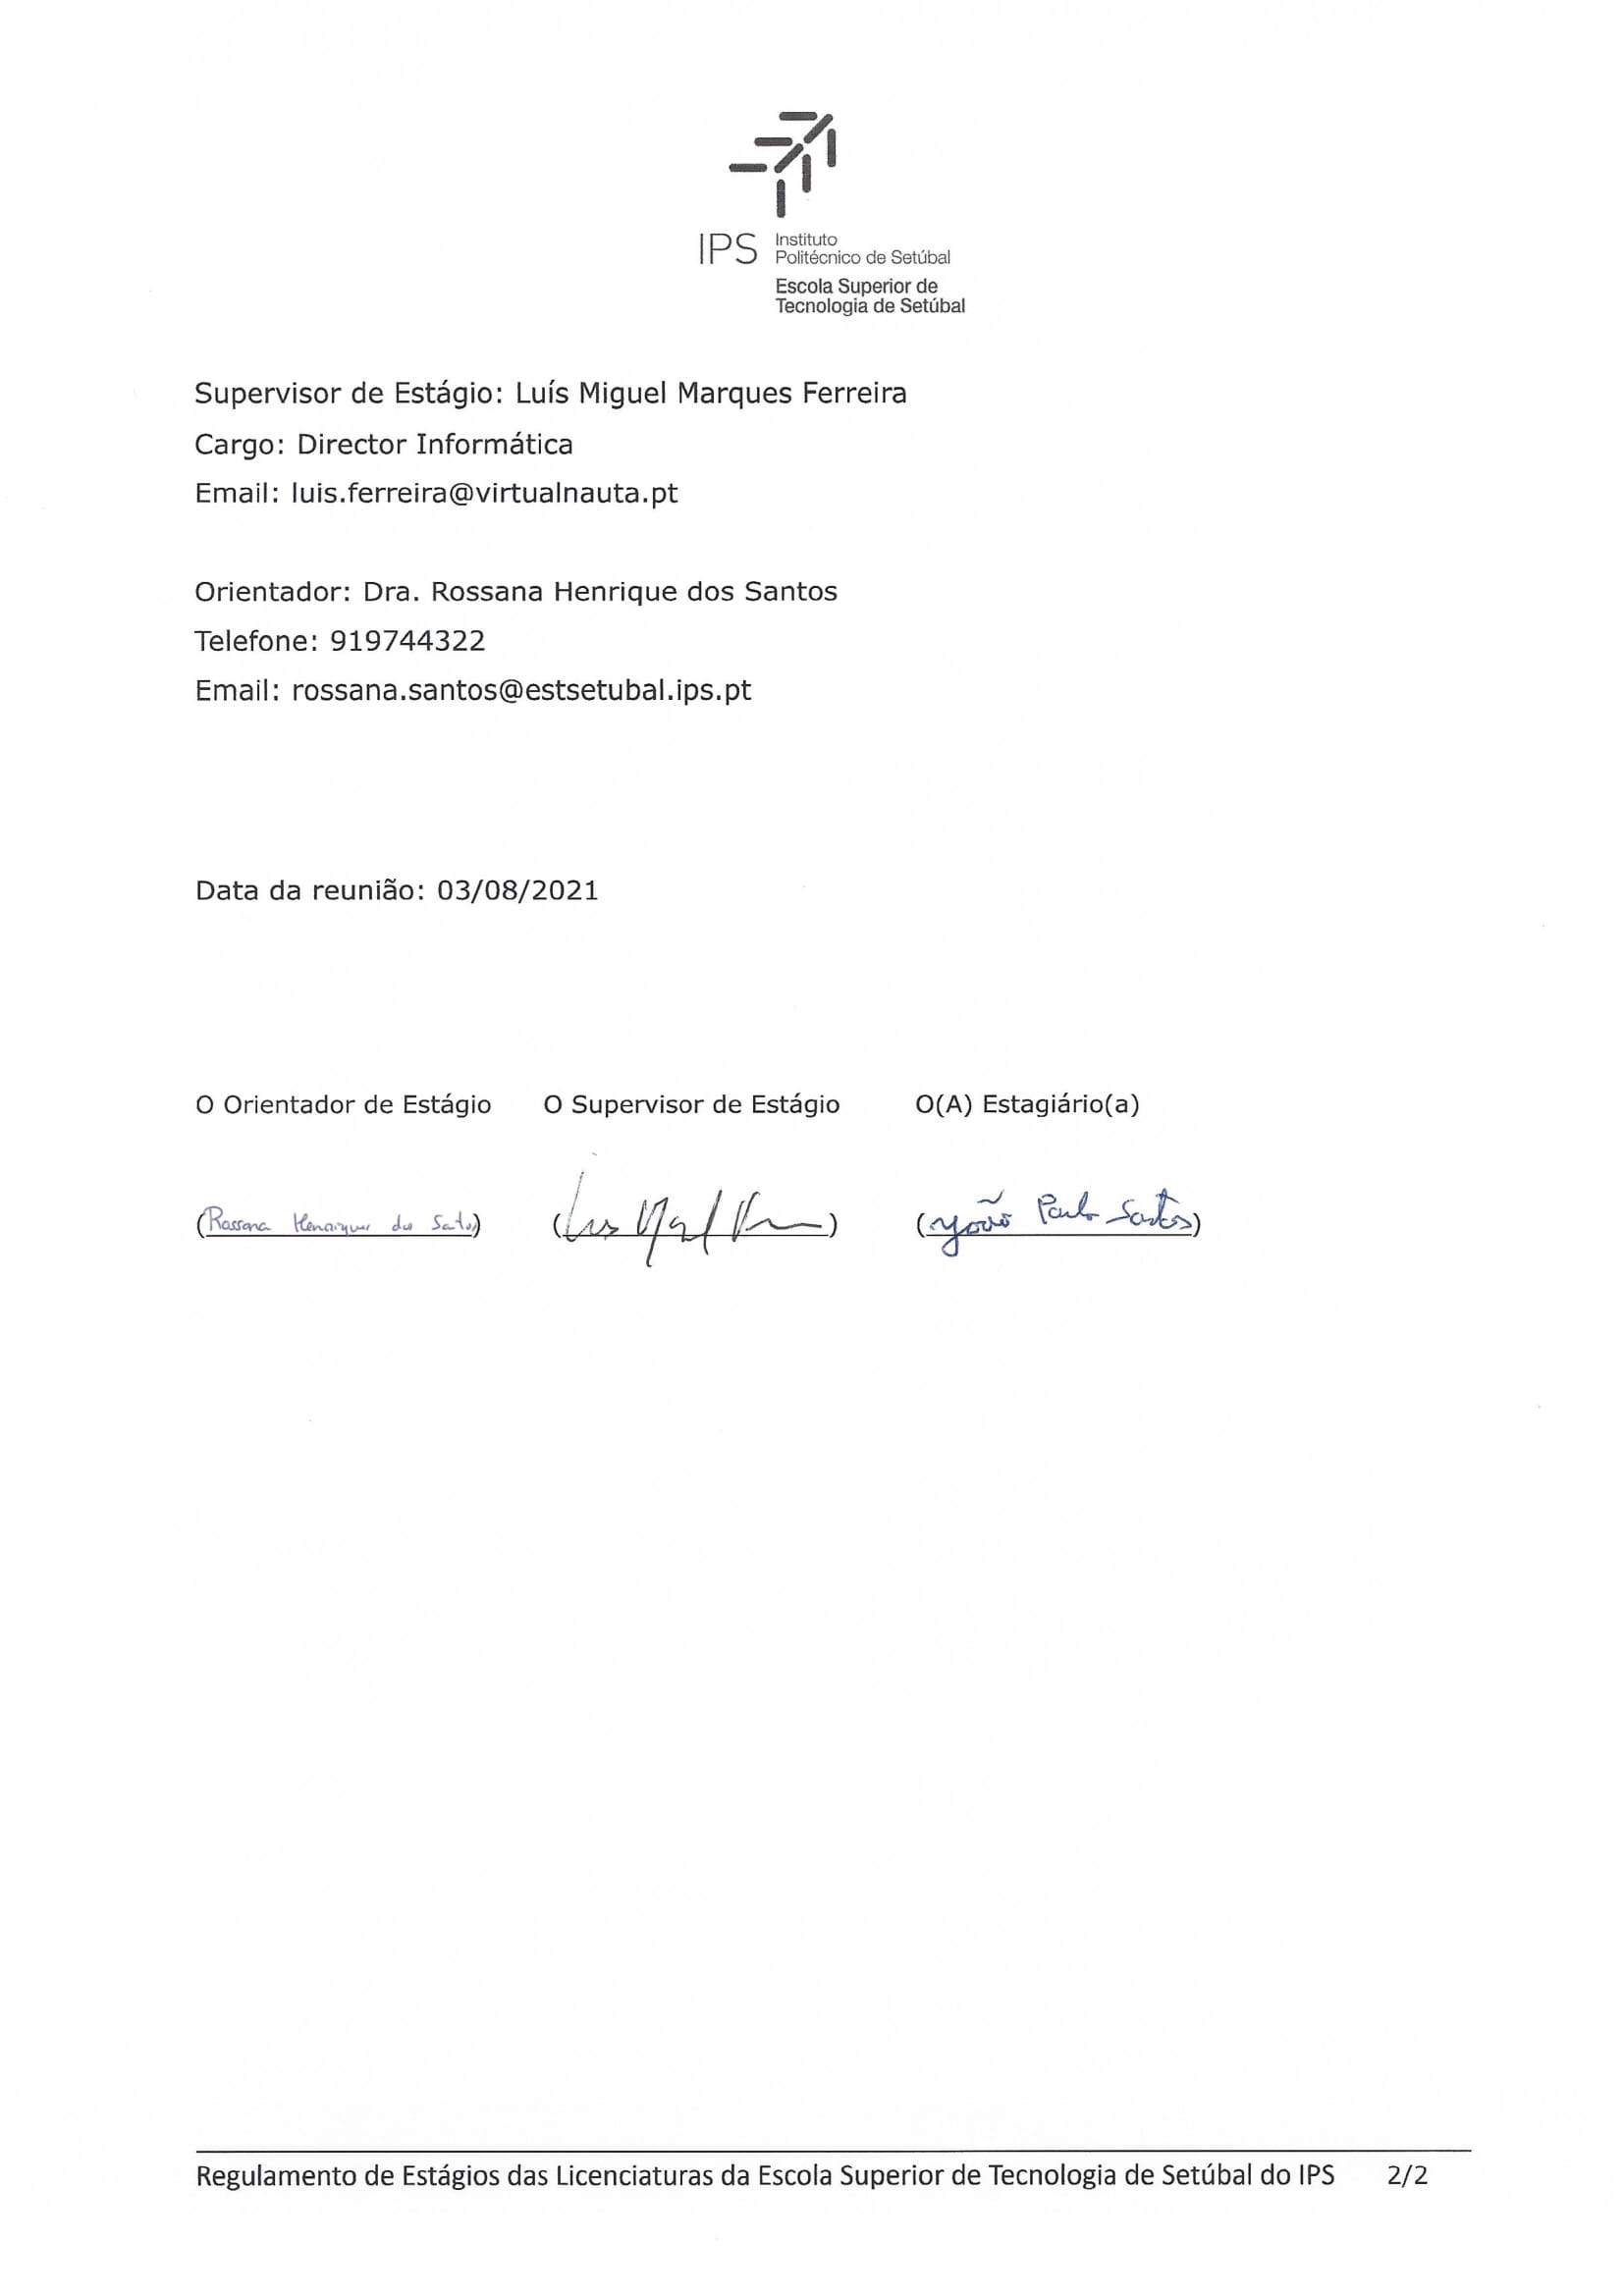 IPS Instituto
Politécnico de Setúbal
Escola Superior de
Tecnologia de Setúbal
Supervisor de Estágio: Luís Miguel Marques Ferreira
Cargo: Director Informática
Email: luis.ferreira@virtualnauta.pt
Orientador: Dra. Rossana Henrique dos Santos
Telefone: 919744322
Email: rossana.santos@estsetubal.ips.pt
Data da reunião: 03/08/2021
O Orientador de Estágio O Supervisor de Estágio O(A) Estagiário(a)
(Rossana Henrique dos Santos) (Luis) (João Paulo Santos)
Regulamento de Estágios das Licenciaturas da Escola Superior de Tecnologia de Setúbal do IPS 2/2